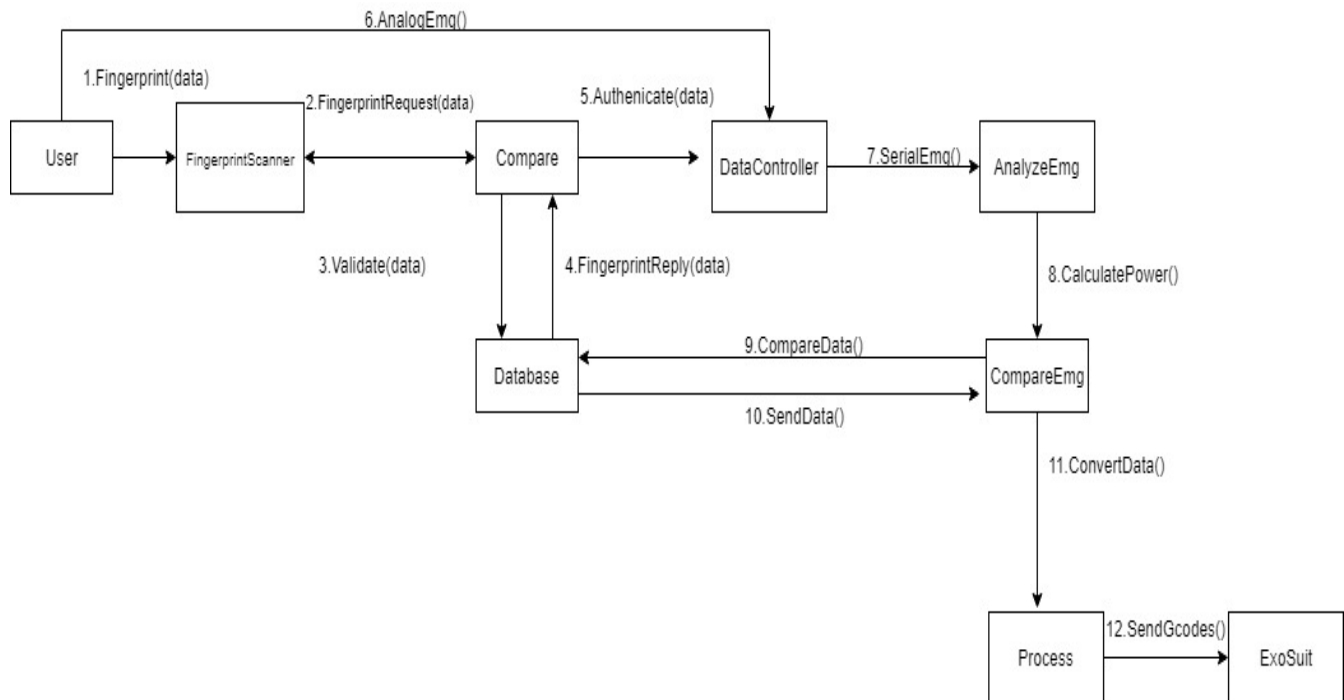 6.AnalogEmg()
1.Fingerprint(data)
2.FingerprintRequest(data)
5.Authenicate(data)
User
FingerprintScanner
Compare
DataController
7.SerialEmg()
AnalyzeEmg
3.Validate(data)
4.FingerprintReply(data)
8.CalculatePower()
9.CompareData()
Database
CompareEmg
10.SendData()
11.ConvertData()
Process
12.SendGcodes()
ExoSuit